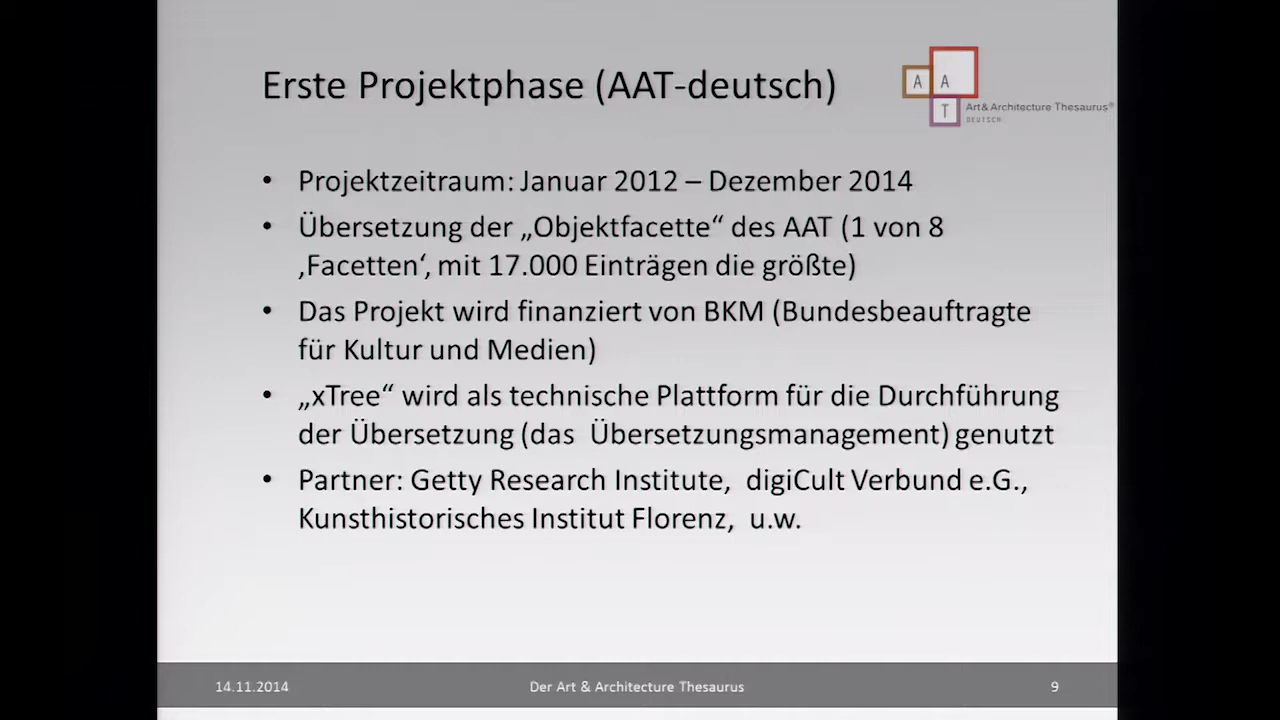 Erste Projektphase (AAT-deutsch)
A A
T Art & Architecture Thesaurus®
DEUTSCH
• Projektzeitraum: Januar 2012 – Dezember 2014
• Übersetzung der „Objektfacette“ des AAT (1 von 8
‚Facetten‘, mit 17.000 Einträgen die größte)
• Das Projekt wird finanziert von BKM (Bundesbeauftragte
für Kultur und Medien)
• „xTree“ wird als technische Plattform für die Durchführung
der Übersetzung (das Übersetzungsmanagement) genutzt
• Partner: Getty Research Institute, digiCult Verbund e.G.,
Kunsthistorisches Institut Florenz, u.w.
14.11.2014 Der Art & Architecture Thesaurus 9